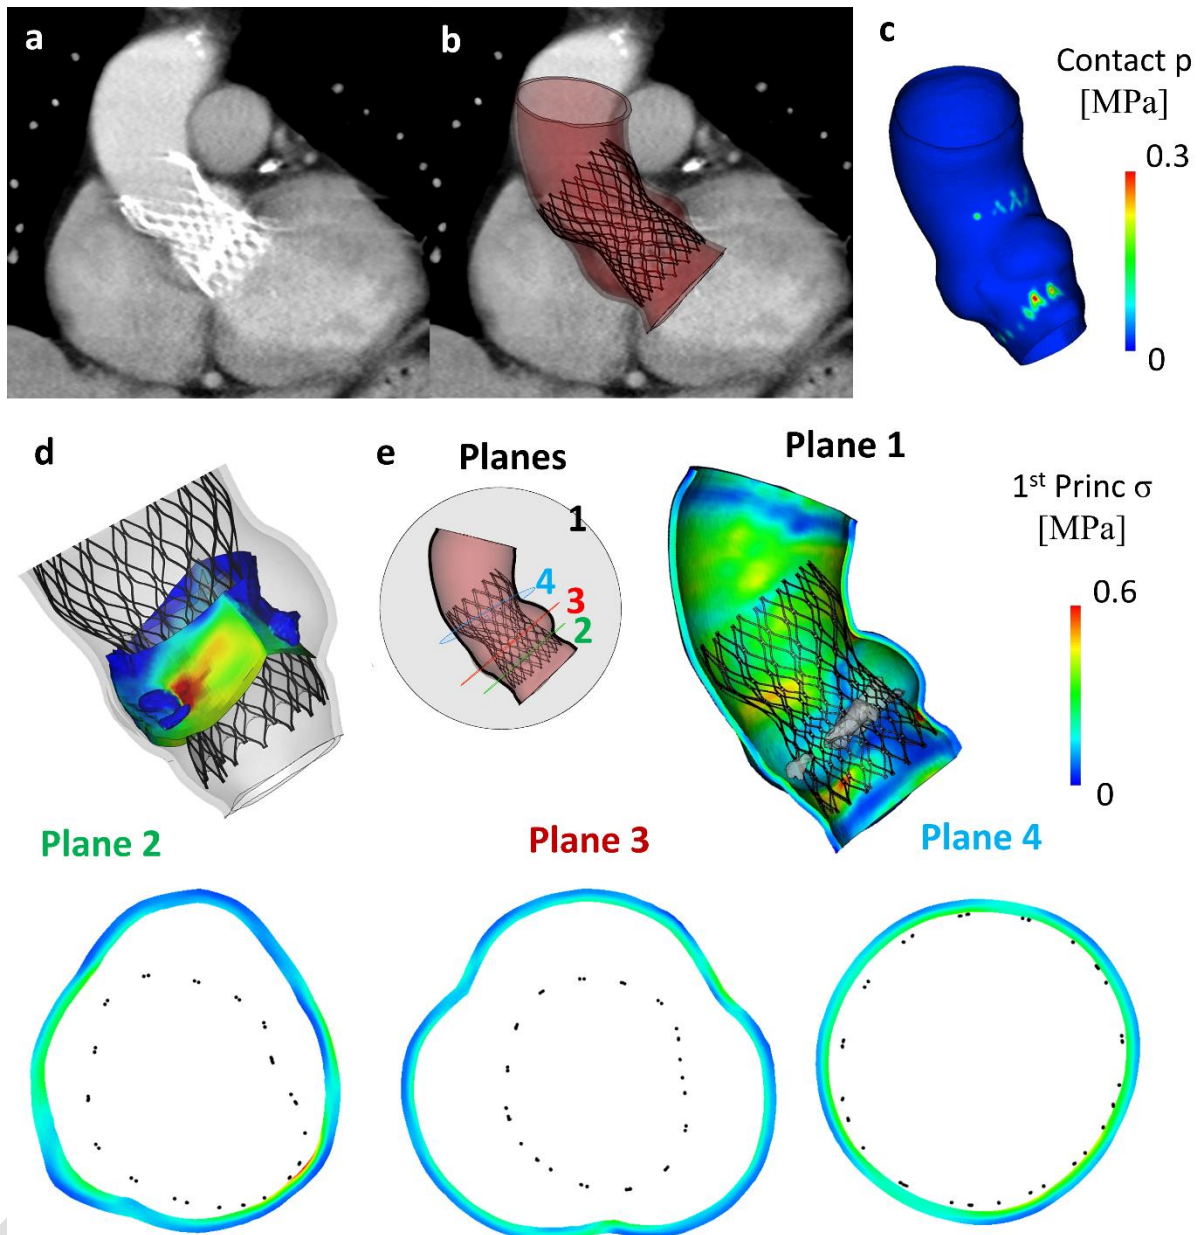 a
b
c
Contact p
[MPa]
0.3
0
d
e
Planes
1
4
3
2
Plane 1
1st Princ σ
[MPa]
0.6
0
Plane 2
Plane 3
Plane 4